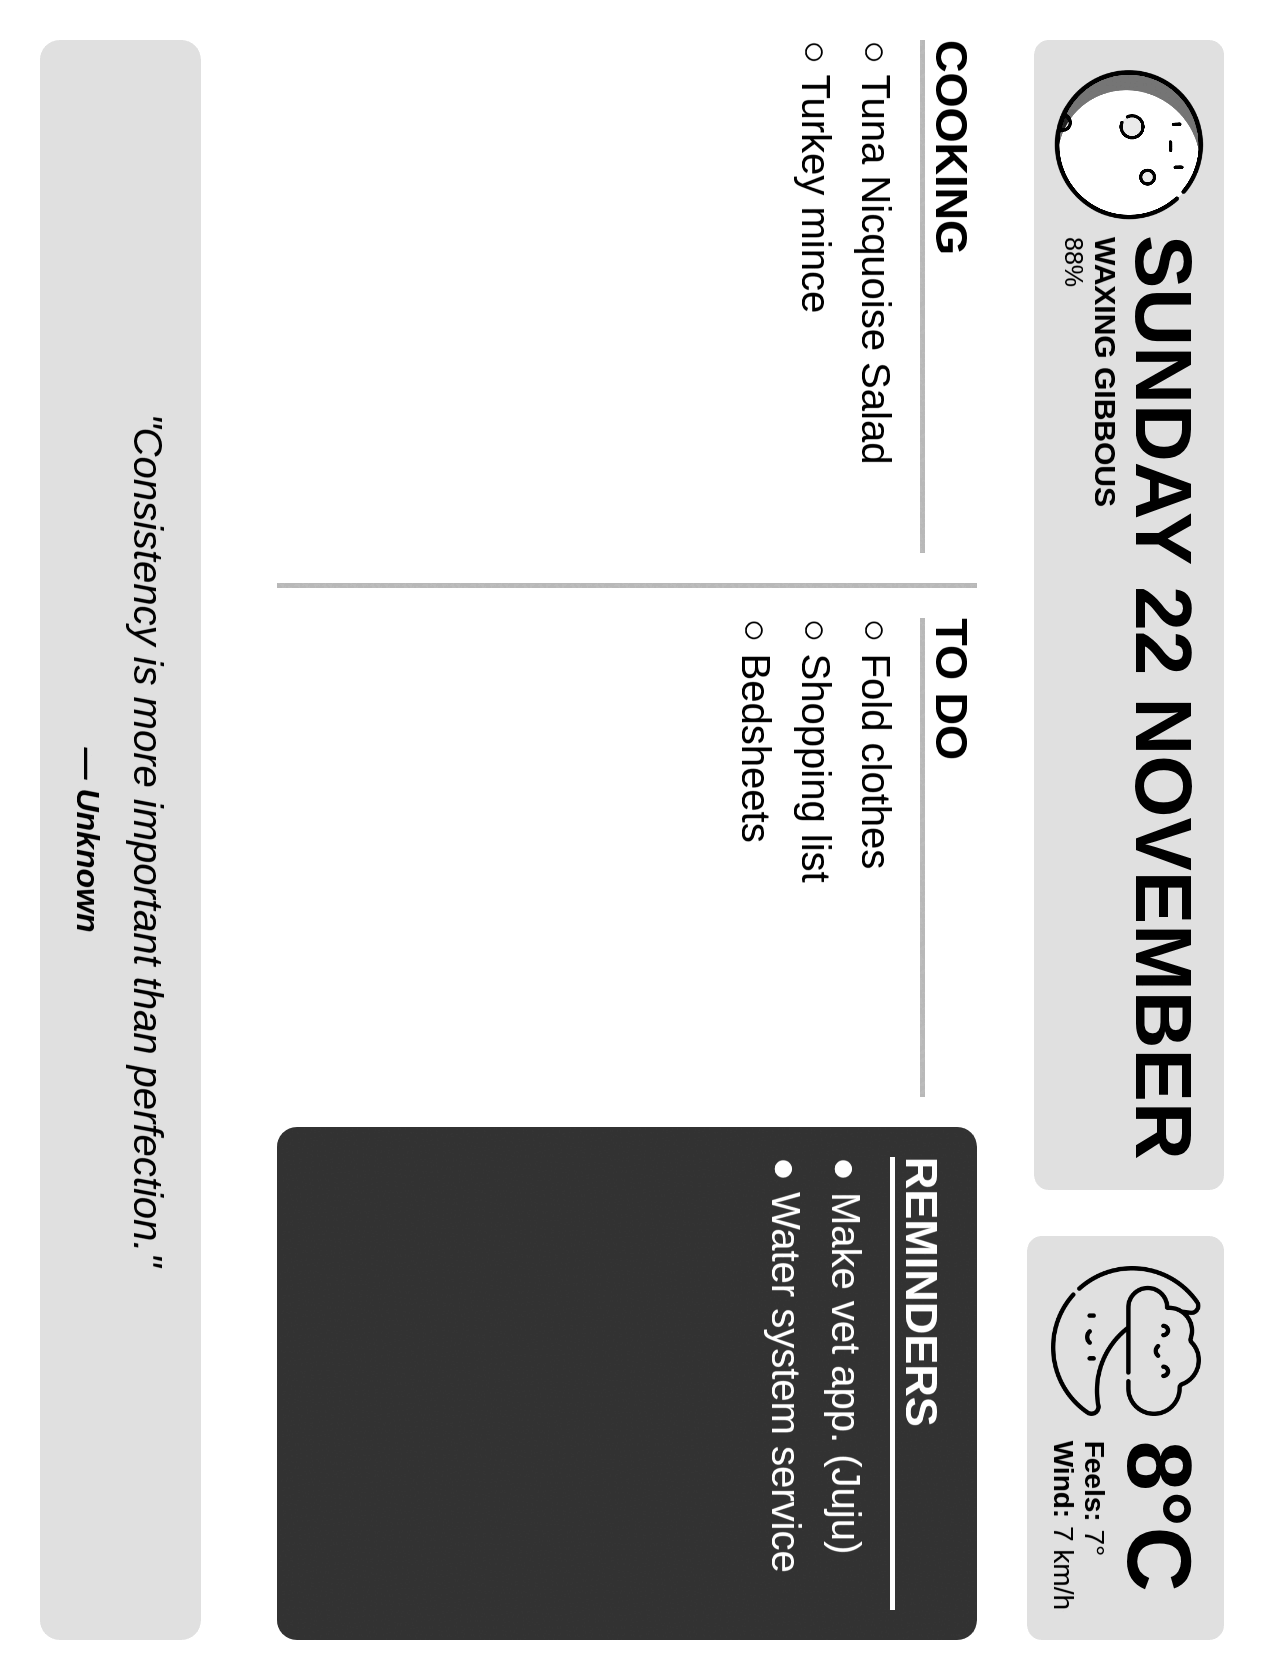 SUNDAY 22 NOVEMBER
WAXING GIBBOUS
88%
8°C
Feels: 7°
Wind: 7 km/h
COOKING
○ Tuna Nicquoise Salad
○ Turkey mince
TO DO
○ Fold clothes
○ Shopping list
○ Bedsheets
REMINDERS
● Make vet app. (Juju)
● Water system service
"Consistency is more important than perfection."
— Unknown